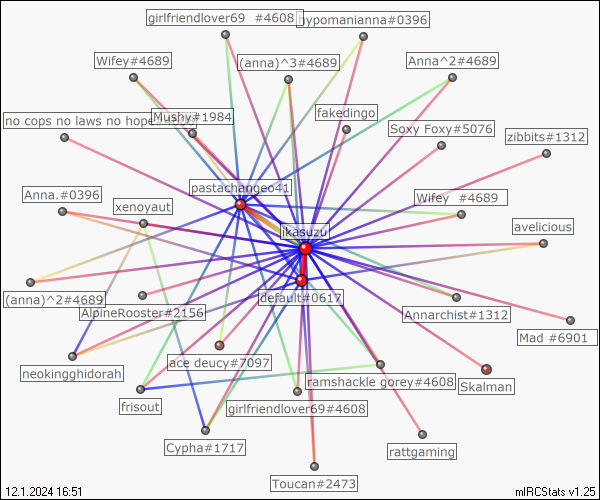 girlfriendlover69 #4608
hypomanianna#0396
Wifey#4689
(anna)^3#4689
Anna^2#4689
no cops no laws no hope
Mushy#1984
fakedingo
Soxy Foxy#5076
zibbits#1312
pastachangeo41
Anna.#0396
xenoyaut
Wifey #4689
ikasuzu
avelicious
(anna)^2#4689
default#0617
AlpineRooster#2156
Annarchist#1312
Mad #6901
ace deucy#7097
neokingghidorah
ramshackle gorey#4608
Skalman
frisout
girlfriendlover69#4608
Cypha#1717
rattgaming
Toucan#2473
12.1.2024 16:51
mIRCStats v1.25